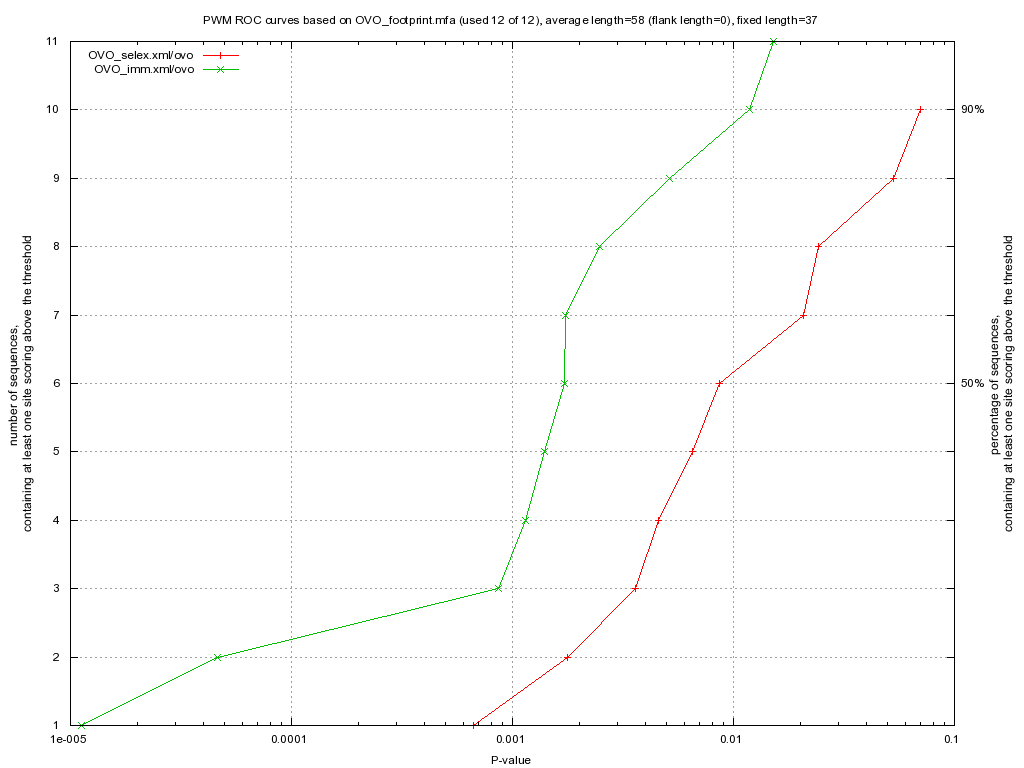 PWM ROC curves based on OVO_footprint.mfa (used 12 of 12), average length=58 (flank length=0), fixed length=37
OVO_selex.xml/ovo
OVO_imm.xml/ovo
11
10
9
8
7
6
5
4
3
2
1
90%
50%
number of sequences,
containing at least one site scoring above the threshold
percentage of sequences,
containing at least one site scoring above the threshold
1e-005
0.0001
0.001
0.01
0.1
P-value